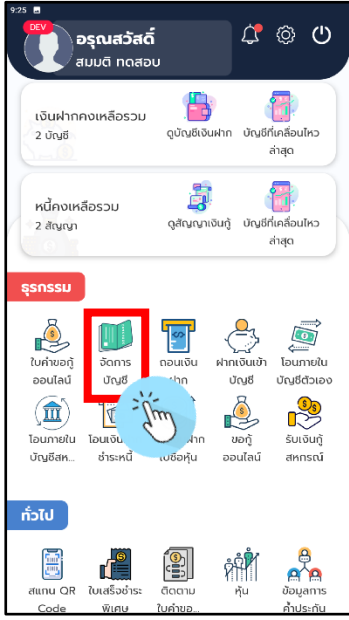 9:25
DEV
อรุณสวัสดิ์
สมมติ ทดสอบ
เงินฝากคงเหลือรวม
2 บัญชี
ดูบัญชีเงินฝาก
บัญชีที่เคลื่อนไหว
ล่าสุด
หนี้คงเหลือรวม
2 สัญญา
ดูสัญญาเงินกู้
บัญชีที่เคลื่อนไหว
ล่าสุด
ธุรกรรม
ใบคำขอกู้
ออนไลน์
จัดการ
บัญชี
ถอนเงิน
ฝาก
ฝากเงินเข้า
บัญชี
โอนภายใน
บัญชีตัวเอง
โอนภายใน
บัญชีสห...
โอนเงิน
ชำระหนี้
ไปซื้อหุ้น
ขอกู้
ออนไลน์
รับเงินกู้
สหกรณ์
ทั่วไป
สแกน QR
Code
ใบเสร็จชำระ
พิเศษ
ติดตาม
ใบคำขอ...
หุ้น
ข้อมูลการ
ค้ำประกัน